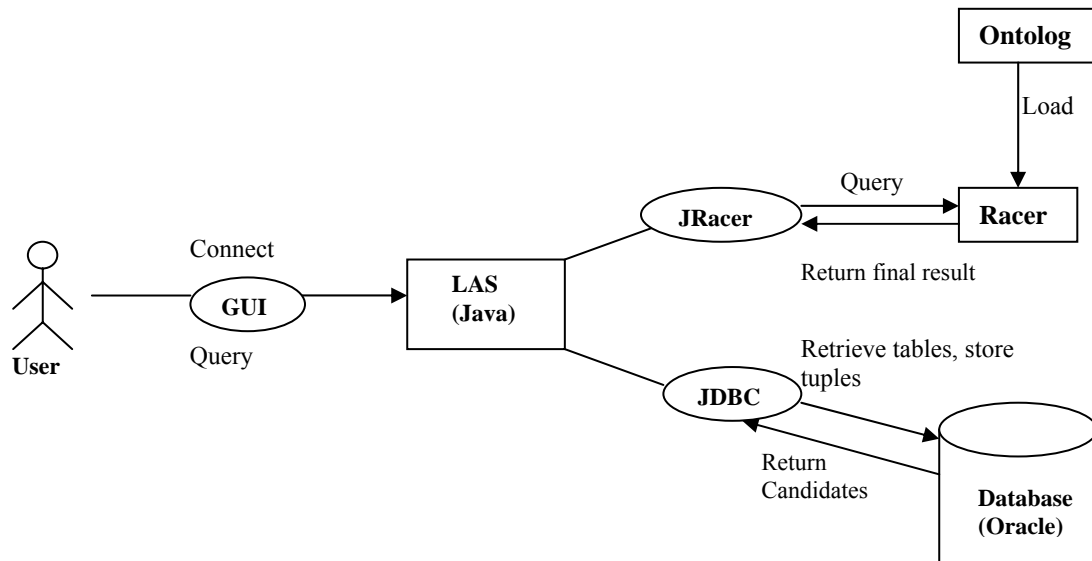 Ontolog
Load
Query
JRacer
Racer
Return final result
Connect
GUI
Query
User
LAS
(Java)
Retrieve tables, store
tuples
JDBC
Return
Candidates
Database
(Oracle)